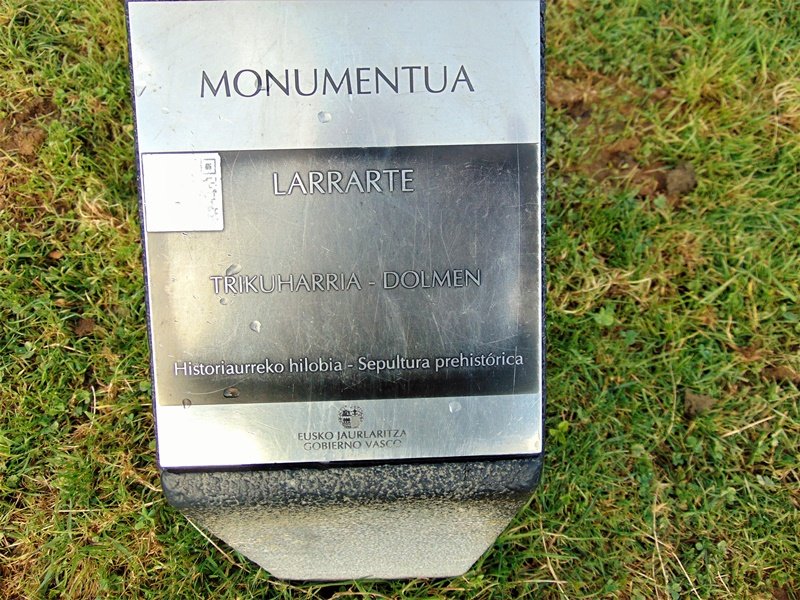 MONUMENTUA
LARRARTE
TRIKUHARRIA - DOLMEN
Historiaurreko hilobia - Sepultura prehistórica
EUSKO JAURLARITZA
GOBIERNO VASCO